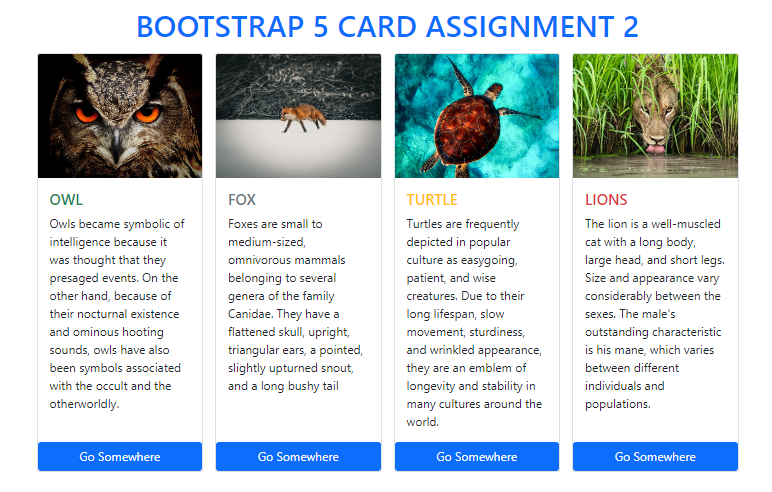 BOOTSTRAP 5 CARD ASSIGNMENT 2
OWL
Owls became symbolic of
intelligence because it
was thought that they
presaged events. On the
other hand, because of
their nocturnal existence
and ominous hooting
sounds, owls have also
been symbols associated
with the occult and the
otherworldly.
Go Somewhere
FOX
Foxes are small to
medium-sized,
omnivorous mammals
belonging to several
genera of the family
Canidae. They have a
flattened skull, upright,
triangular ears, a pointed,
slightly upturned snout,
and a long bushy tail
Go Somewhere
TURTLE
Turtles are frequently
depicted in popular
culture as easygoing,
patient, and wise
creatures. Due to their
long lifespan, slow
movement, sturdiness,
and wrinkled appearance,
they are an emblem of
longevity and stability in
many cultures around the
world.
Go Somewhere
LIONS
The lion is a well-muscled
cat with a long body,
large head, and short legs.
Size and appearance vary
considerably between the
sexes. The male's
outstanding characteristic
is his mane, which varies
between different
individuals and
populations.
Go Somewhere